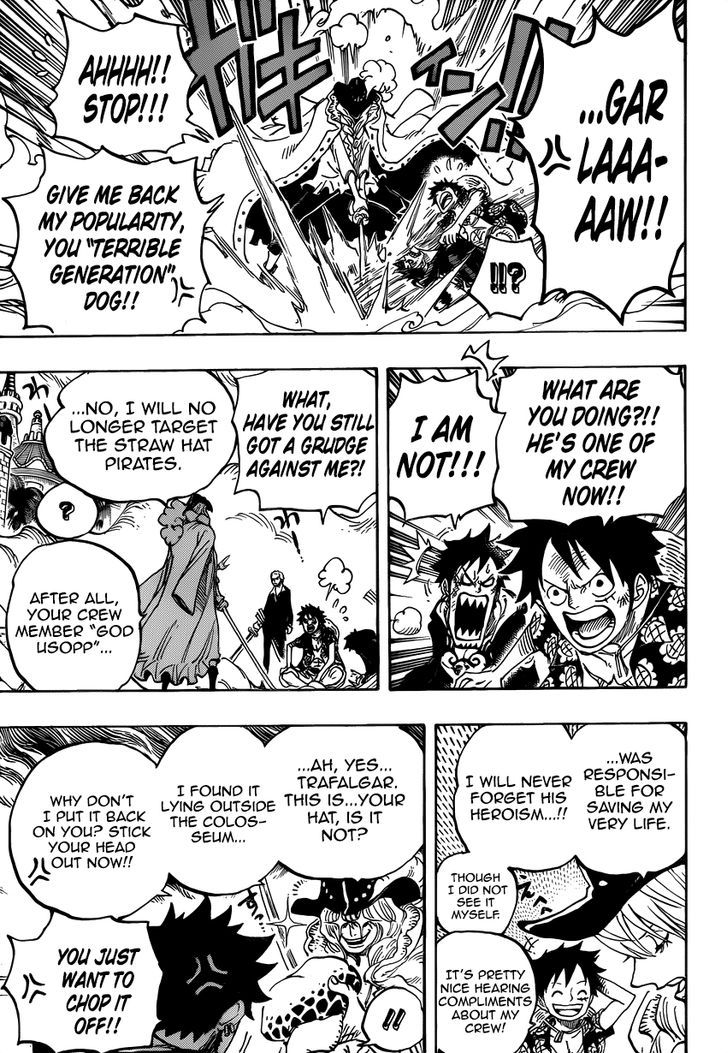 ...GAR
LAAA-
AAW!!
ギャギィン!!
!!?
AHHHH!!
STOP!!!
GIVE ME BACK
MY POPULARITY,
YOU "TERRIBLE
GENERATION"
DOG!!
WHAT ARE
YOU DOING?!!
HE'S ONE OF
MY CREW
NOW!!
I AM
NOT!!!
WHAT,
HAVE YOU STILL
GOT A GRUDGE
AGAINST ME?!
...NO, I WILL NO
LONGER TARGET
THE STRAW HAT
PIRATES.
?
AFTER ALL,
YOUR CREW
MEMBER "GOD
USOPP"...
...WAS
RESPONSI-
BLE FOR
SAVING MY
VERY LIFE.
I WILL NEVER
FORGET HIS
HEROISM...!!
THOUGH
I DID NOT
SEE IT
MYSELF.
IT'S PRETTY
NICE HEARING
COMPLIMENTS
ABOUT MY
CREW!
...AH, YES...
TRAFALGAR.
THIS IS...YOUR
HAT, IS IT
NOT?
I FOUND IT
LYING OUTSIDE
THE COLOS-
SEUM...
WHY DON'T
I PUT IT BACK
ON YOU? STICK
YOUR HEAD
OUT NOW!!
!!
YOU JUST
WANT TO
CHOP IT
OFF!!